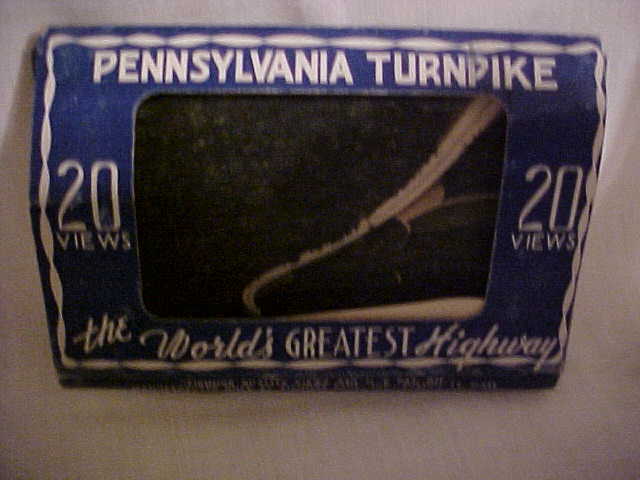 PENNSYLVANIA TURNPIKE
20 VIEWS
20 VIEWS
the World's GREATEST Highway